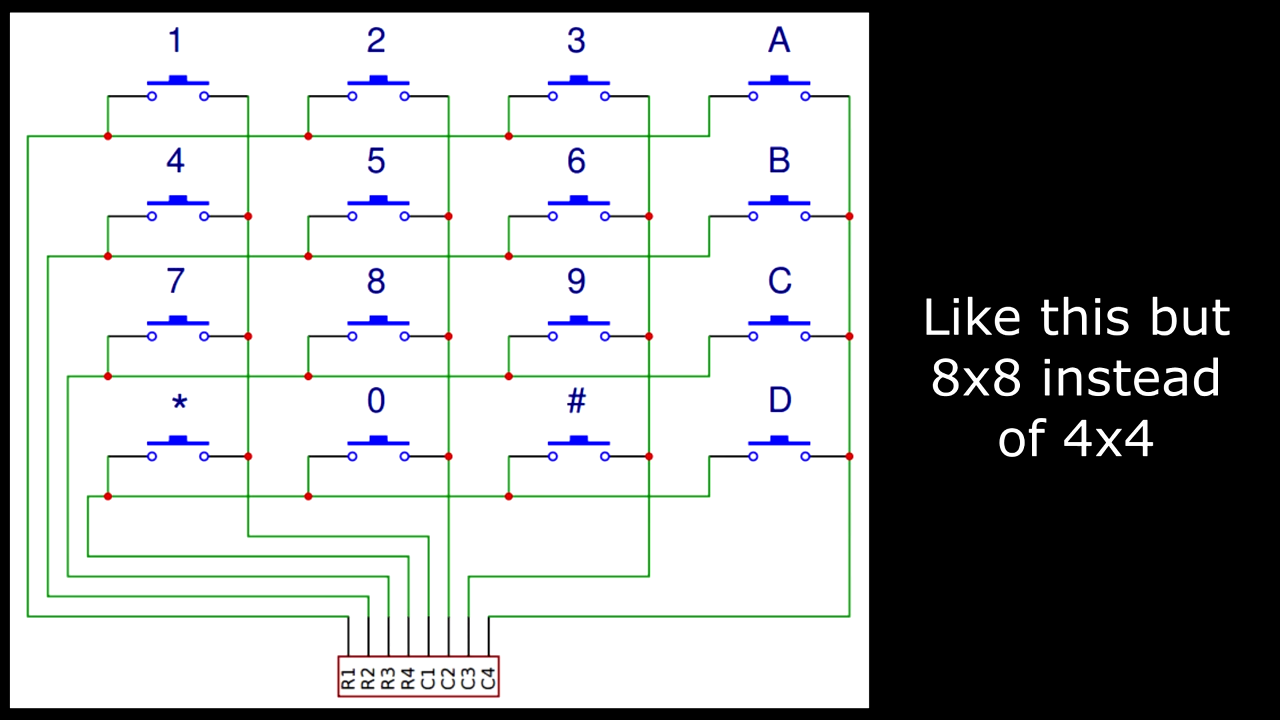 1 2 3 A
4 5 6 B
7 8 9 C
* 0 # D
R1 R2 R3 R4 C1 C2 C3 C4
Like this but
8x8 instead
of 4x4